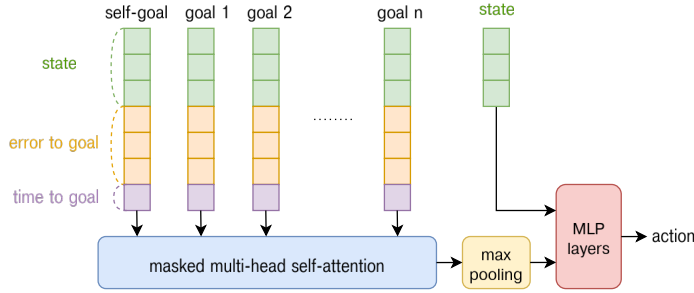 self-goal goal 1 goal 2 goal n state
state
........
error to goal
time to goal
masked multi-head self-attention
max
pooling
MLP
layers
action